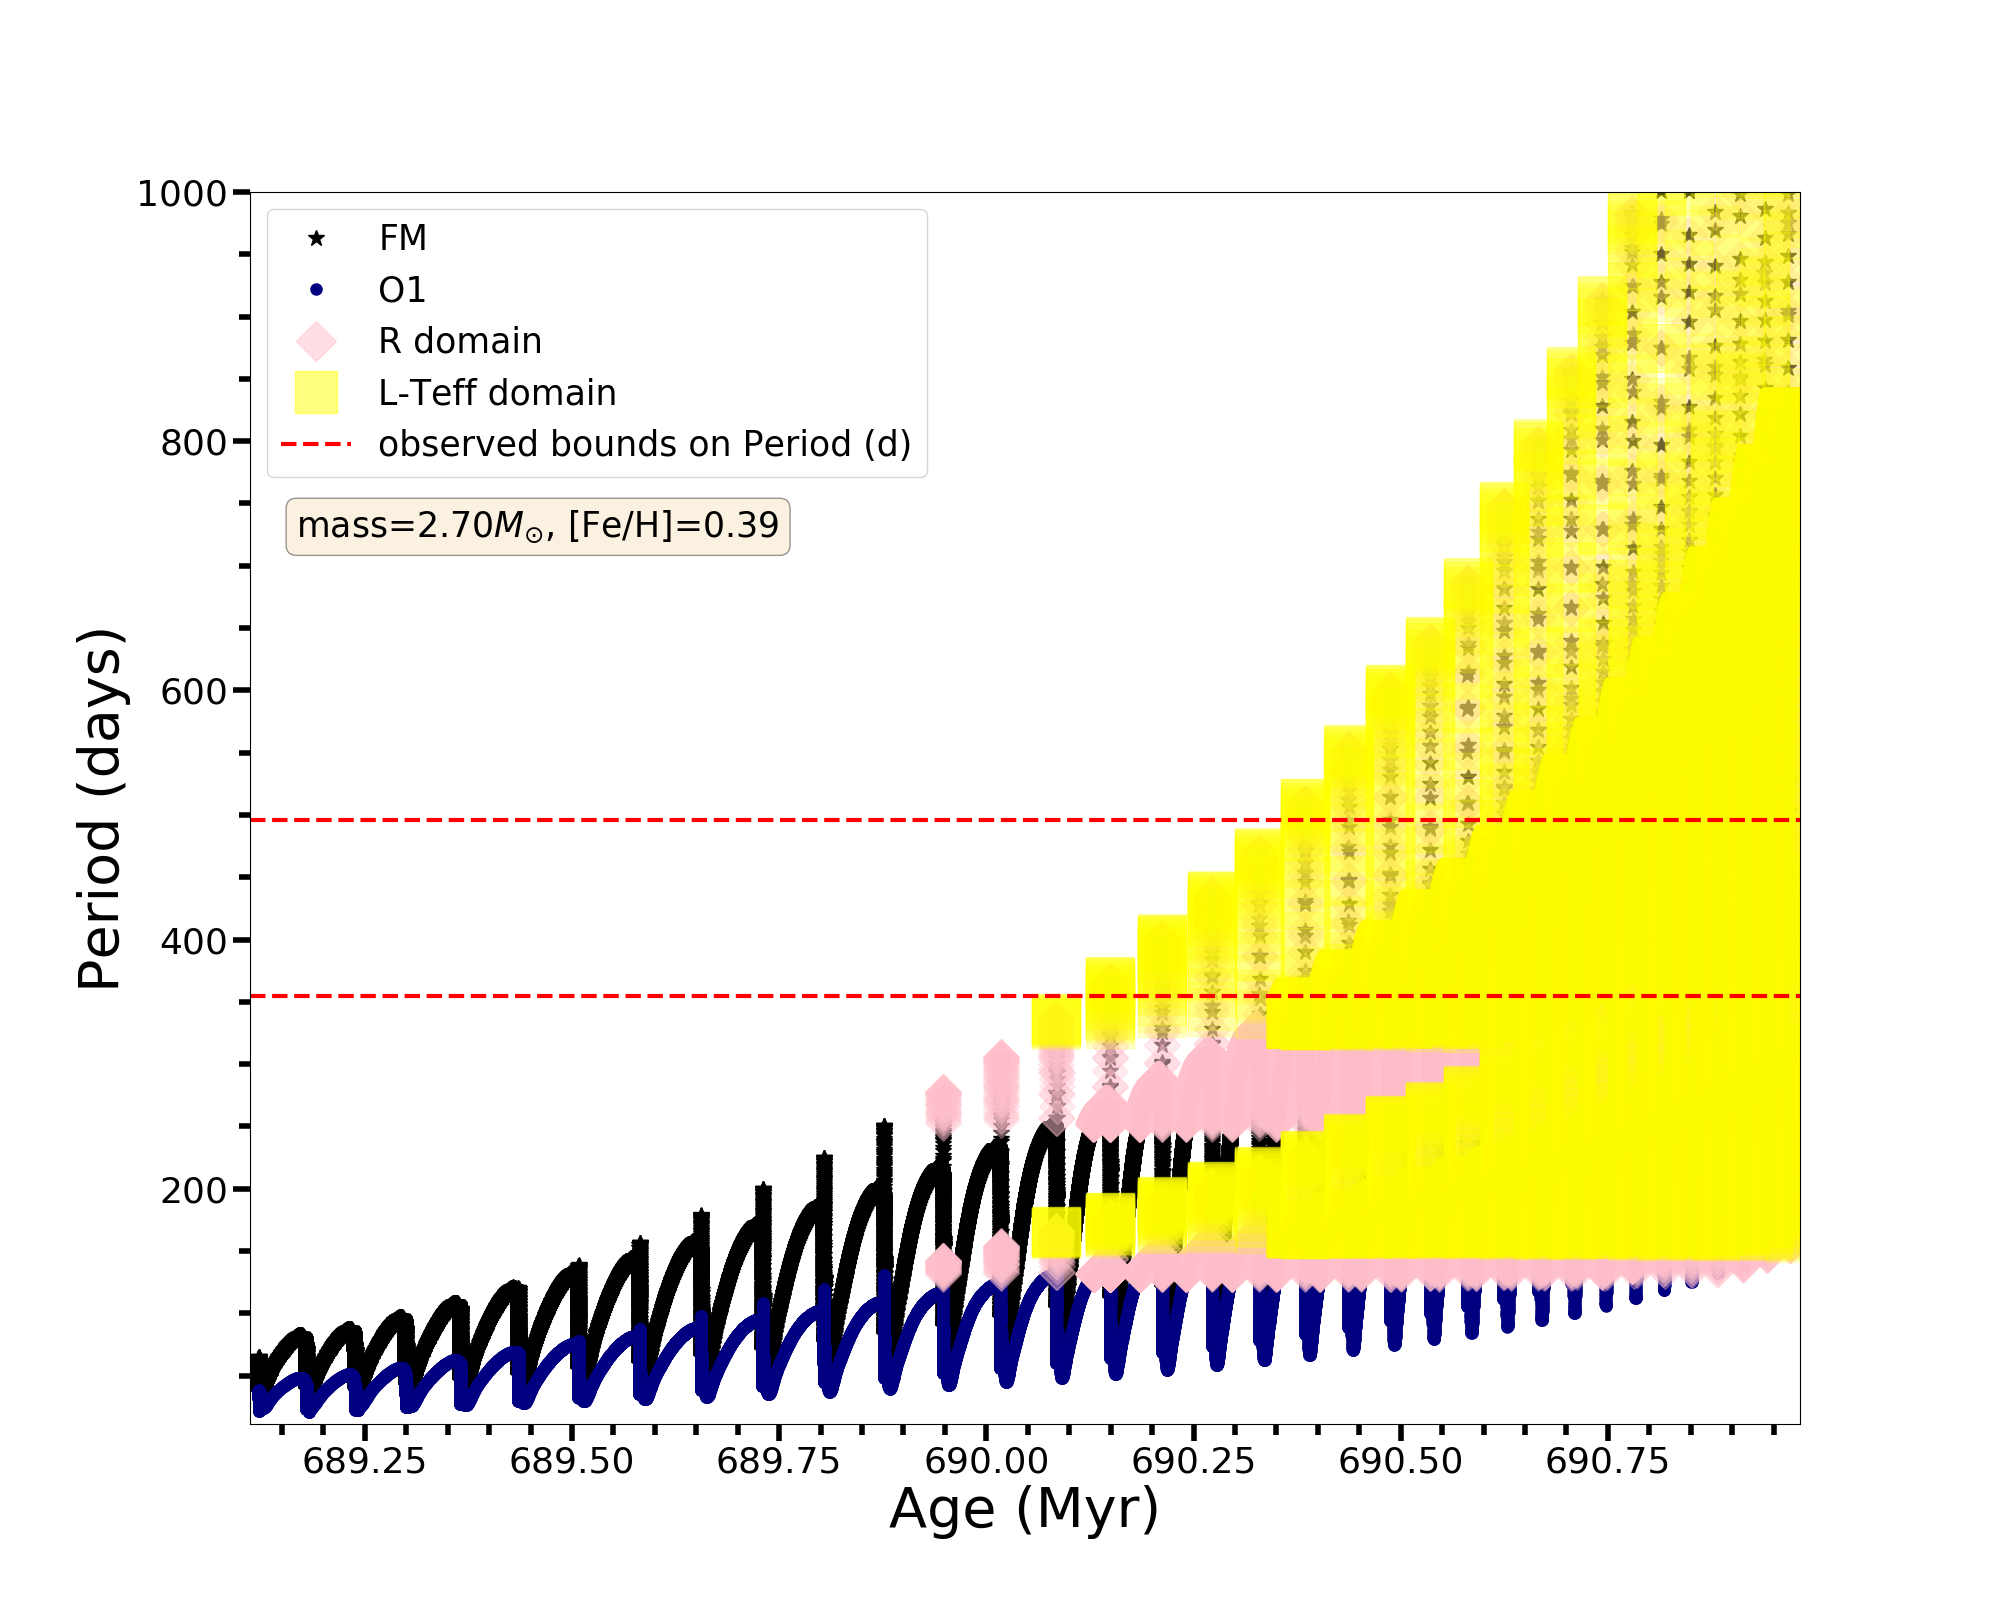 1000
800
600
400
200
Period (days)
FM
O1
R domain
L-Teff domain
observed bounds on Period (d)
mass=2.70M⊙, [Fe/H]=0.39
689.25 689.50 689.75 690.00 690.25 690.50 690.75
Age (Myr)